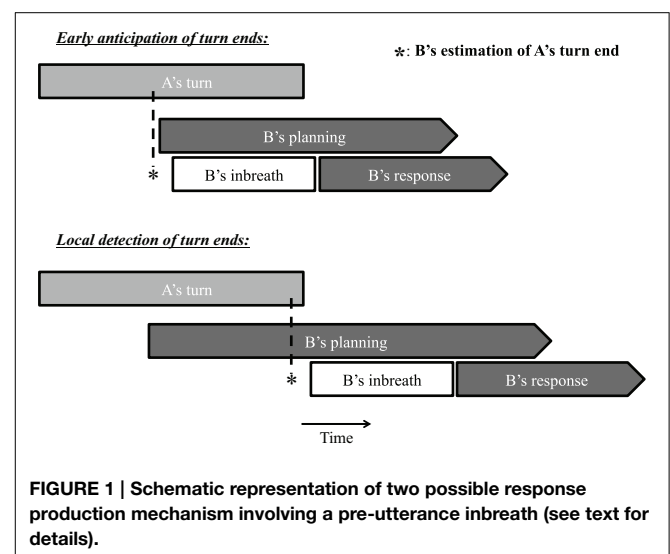 Early anticipation of turn ends:
*: B's estimation of A's turn end
A's turn
B's planning
*
B's inbreath
B's response
Local detection of turn ends:
A's turn
B's planning
*
B's inbreath
B's response
Time
FIGURE 1 | Schematic representation of two possible response
production mechanism involving a pre-utterance inbreath (see text for
details).